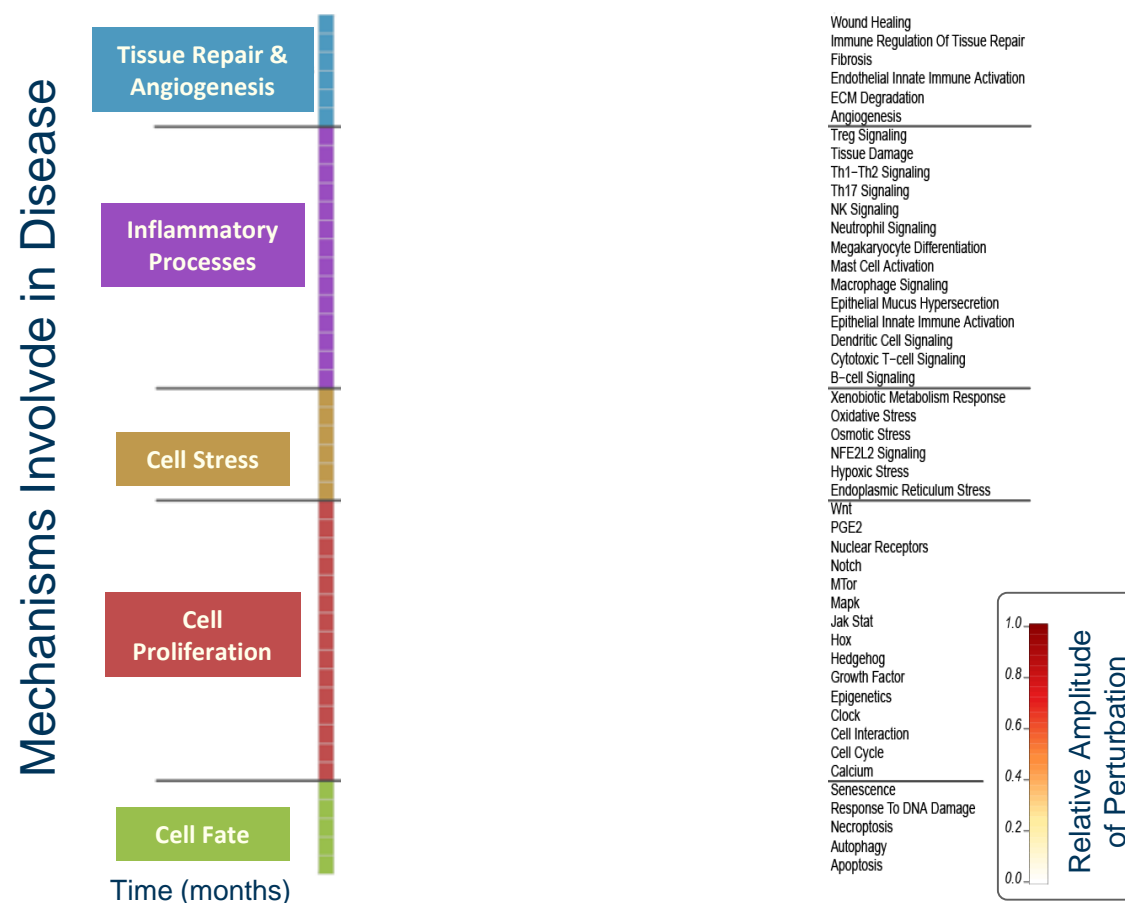 Mechanisms Involvde in Disease
Tissue Repair &
Angiogenesis
Inflammatory
Processes
Cell Stress
Cell
Proliferation
Cell Fate
Time (months)
Wound Healing
Immune Regulation Of Tissue Repair
Fibrosis
Endothelial Innate Immune Activation
ECM Degradation
Angiogenesis
Treg Signaling
Tissue Damage
Th1−Th2 Signaling
Th17 Signaling
NK Signaling
Neutrophil Signaling
Megakaryocyte Differentiation
Mast Cell Activation
Macrophage Signaling
Epithelial Mucus Hypersecretion
Epithelial Innate Immune Activation
Dendritic Cell Signaling
Cytotoxic T−cell Signaling
B−cell Signaling
Xenobiotic Metabolism Response
Oxidative Stress
Osmotic Stress
NFE2L2 Signaling
Hypoxic Stress
Endoplasmic Reticulum Stress
Wnt
PGE2
Nuclear Receptors
Notch
MTor
Mapk
Jak Stat
Hox
Hedgehog
Growth Factor
Epigenetics
Clock
Cell Interaction
Cell Cycle
Calcium
Senescence
Response To DNA Damage
Necroptosis
Autophagy
Apoptosis
1.0
0.8
0.6
0.4
0.2
0.0
Relative Amplitude
of Perturbation